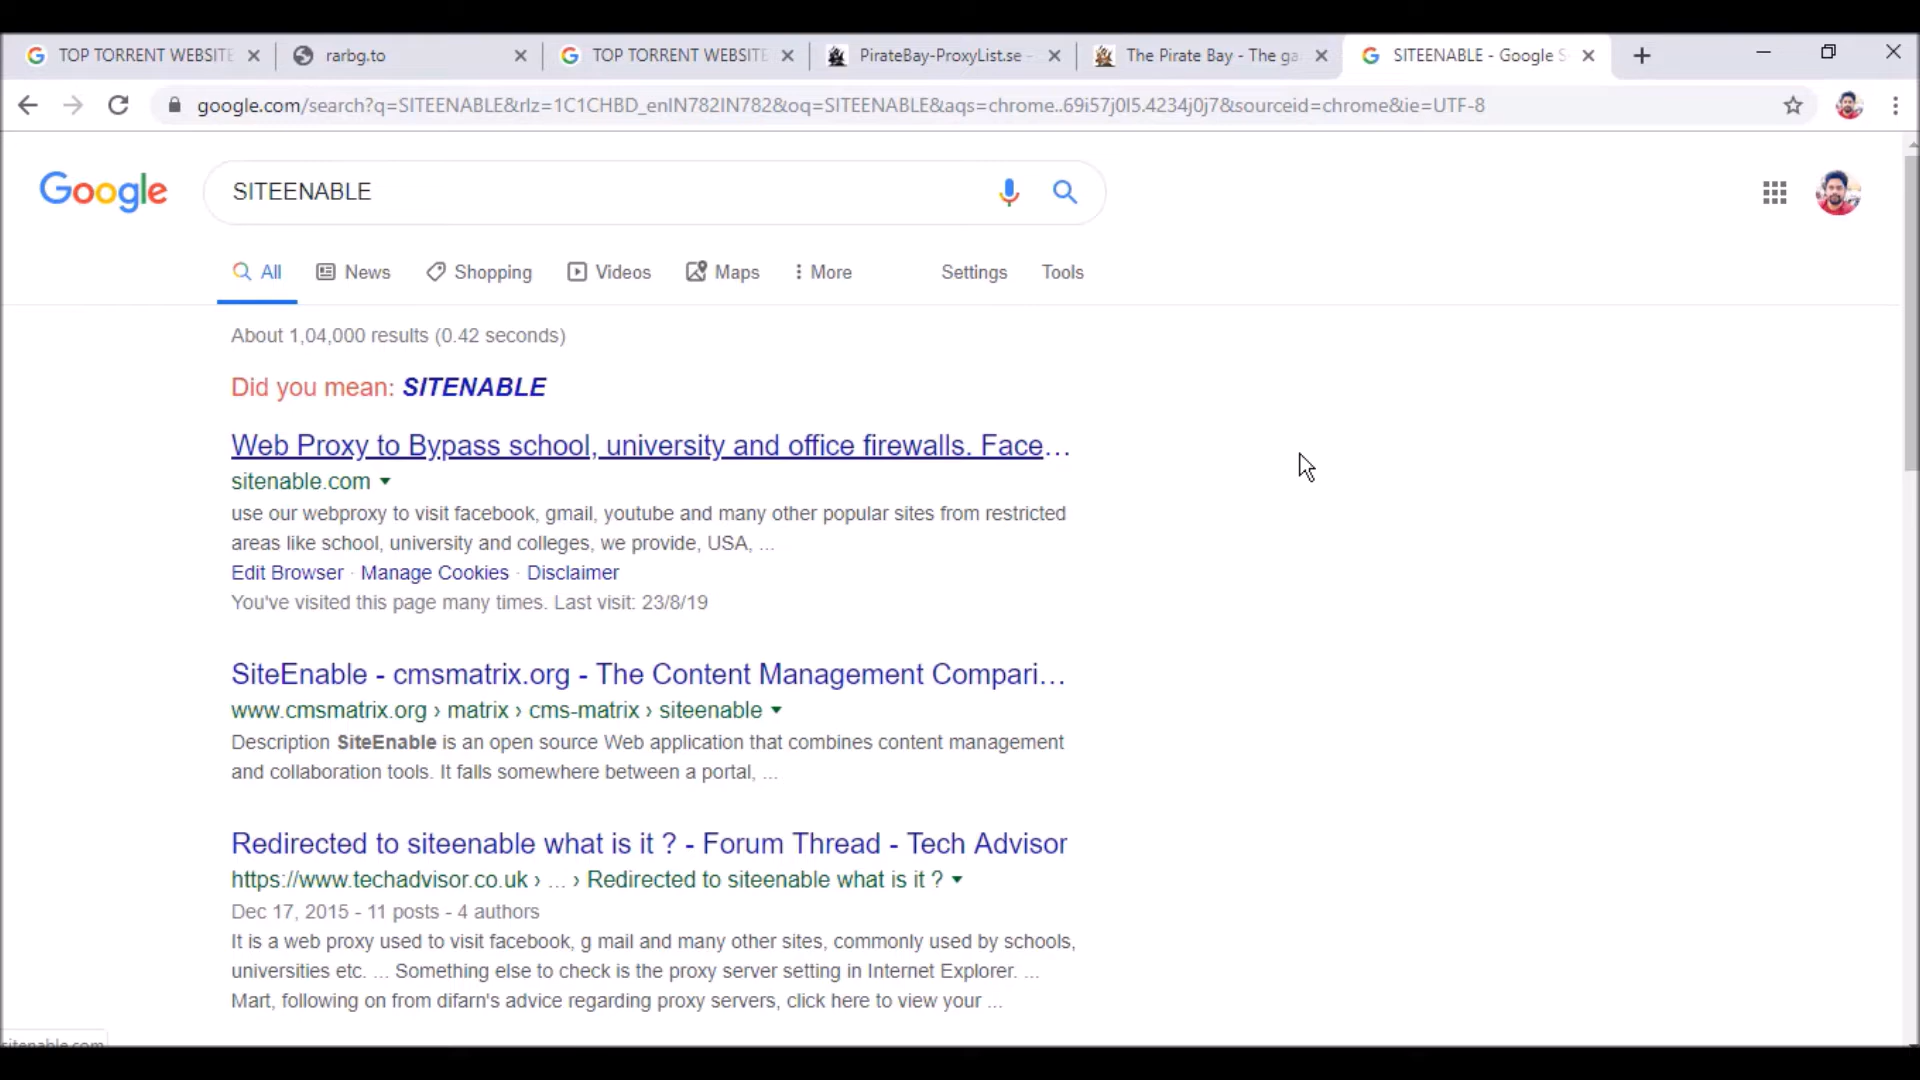 TOP TORRENT WEBSITE
rarbg.to
TOP TORRENT WEBSITE
PirateBay-ProxyList.se -
The Pirate Bay - The ga
SITEENABLE - Google S
google.com/search?q=SITEENABLE&rlz=1C1CHBD_enIN782IN782&oq=SITEENABLE&aqs=chrome..69i57j0l5.4234j0j7&sourceid=chrome&ie=UTF-8
Google
SITEENABLE
All
News
Shopping
Videos
Maps
More
Settings
Tools
About 1,04,000 results (0.42 seconds)
Did you mean: SITENABLE
Web Proxy to Bypass school, university and office firewalls. Face...
sitenable.com
use our webproxy to visit facebook, gmail, youtube and many other popular sites from restricted
areas like school, university and colleges, we provide, USA, ...
Edit Browser · Manage Cookies · Disclaimer
You've visited this page many times. Last visit: 23/8/19
SiteEnable - cmsmatrix.org - The Content Management Compari...
www.cmsmatrix.org › matrix › cms-matrix › siteenable
Description SiteEnable is an open source Web application that combines content management
and collaboration tools. It falls somewhere between a portal, ...
Redirected to siteenable what is it ? - Forum Thread - Tech Advisor
https://www.techadvisor.co.uk › ... › Redirected to siteenable what is it ?
Dec 17, 2015 - 11 posts - 4 authors
It is a web proxy used to visit facebook, g mail and many other sites, commonly used by schools,
universities etc. ... Something else to check is the proxy server setting in Internet Explorer. ...
Mart, following on from difarn's advice regarding proxy servers, click here to view your ...
sitenable.com